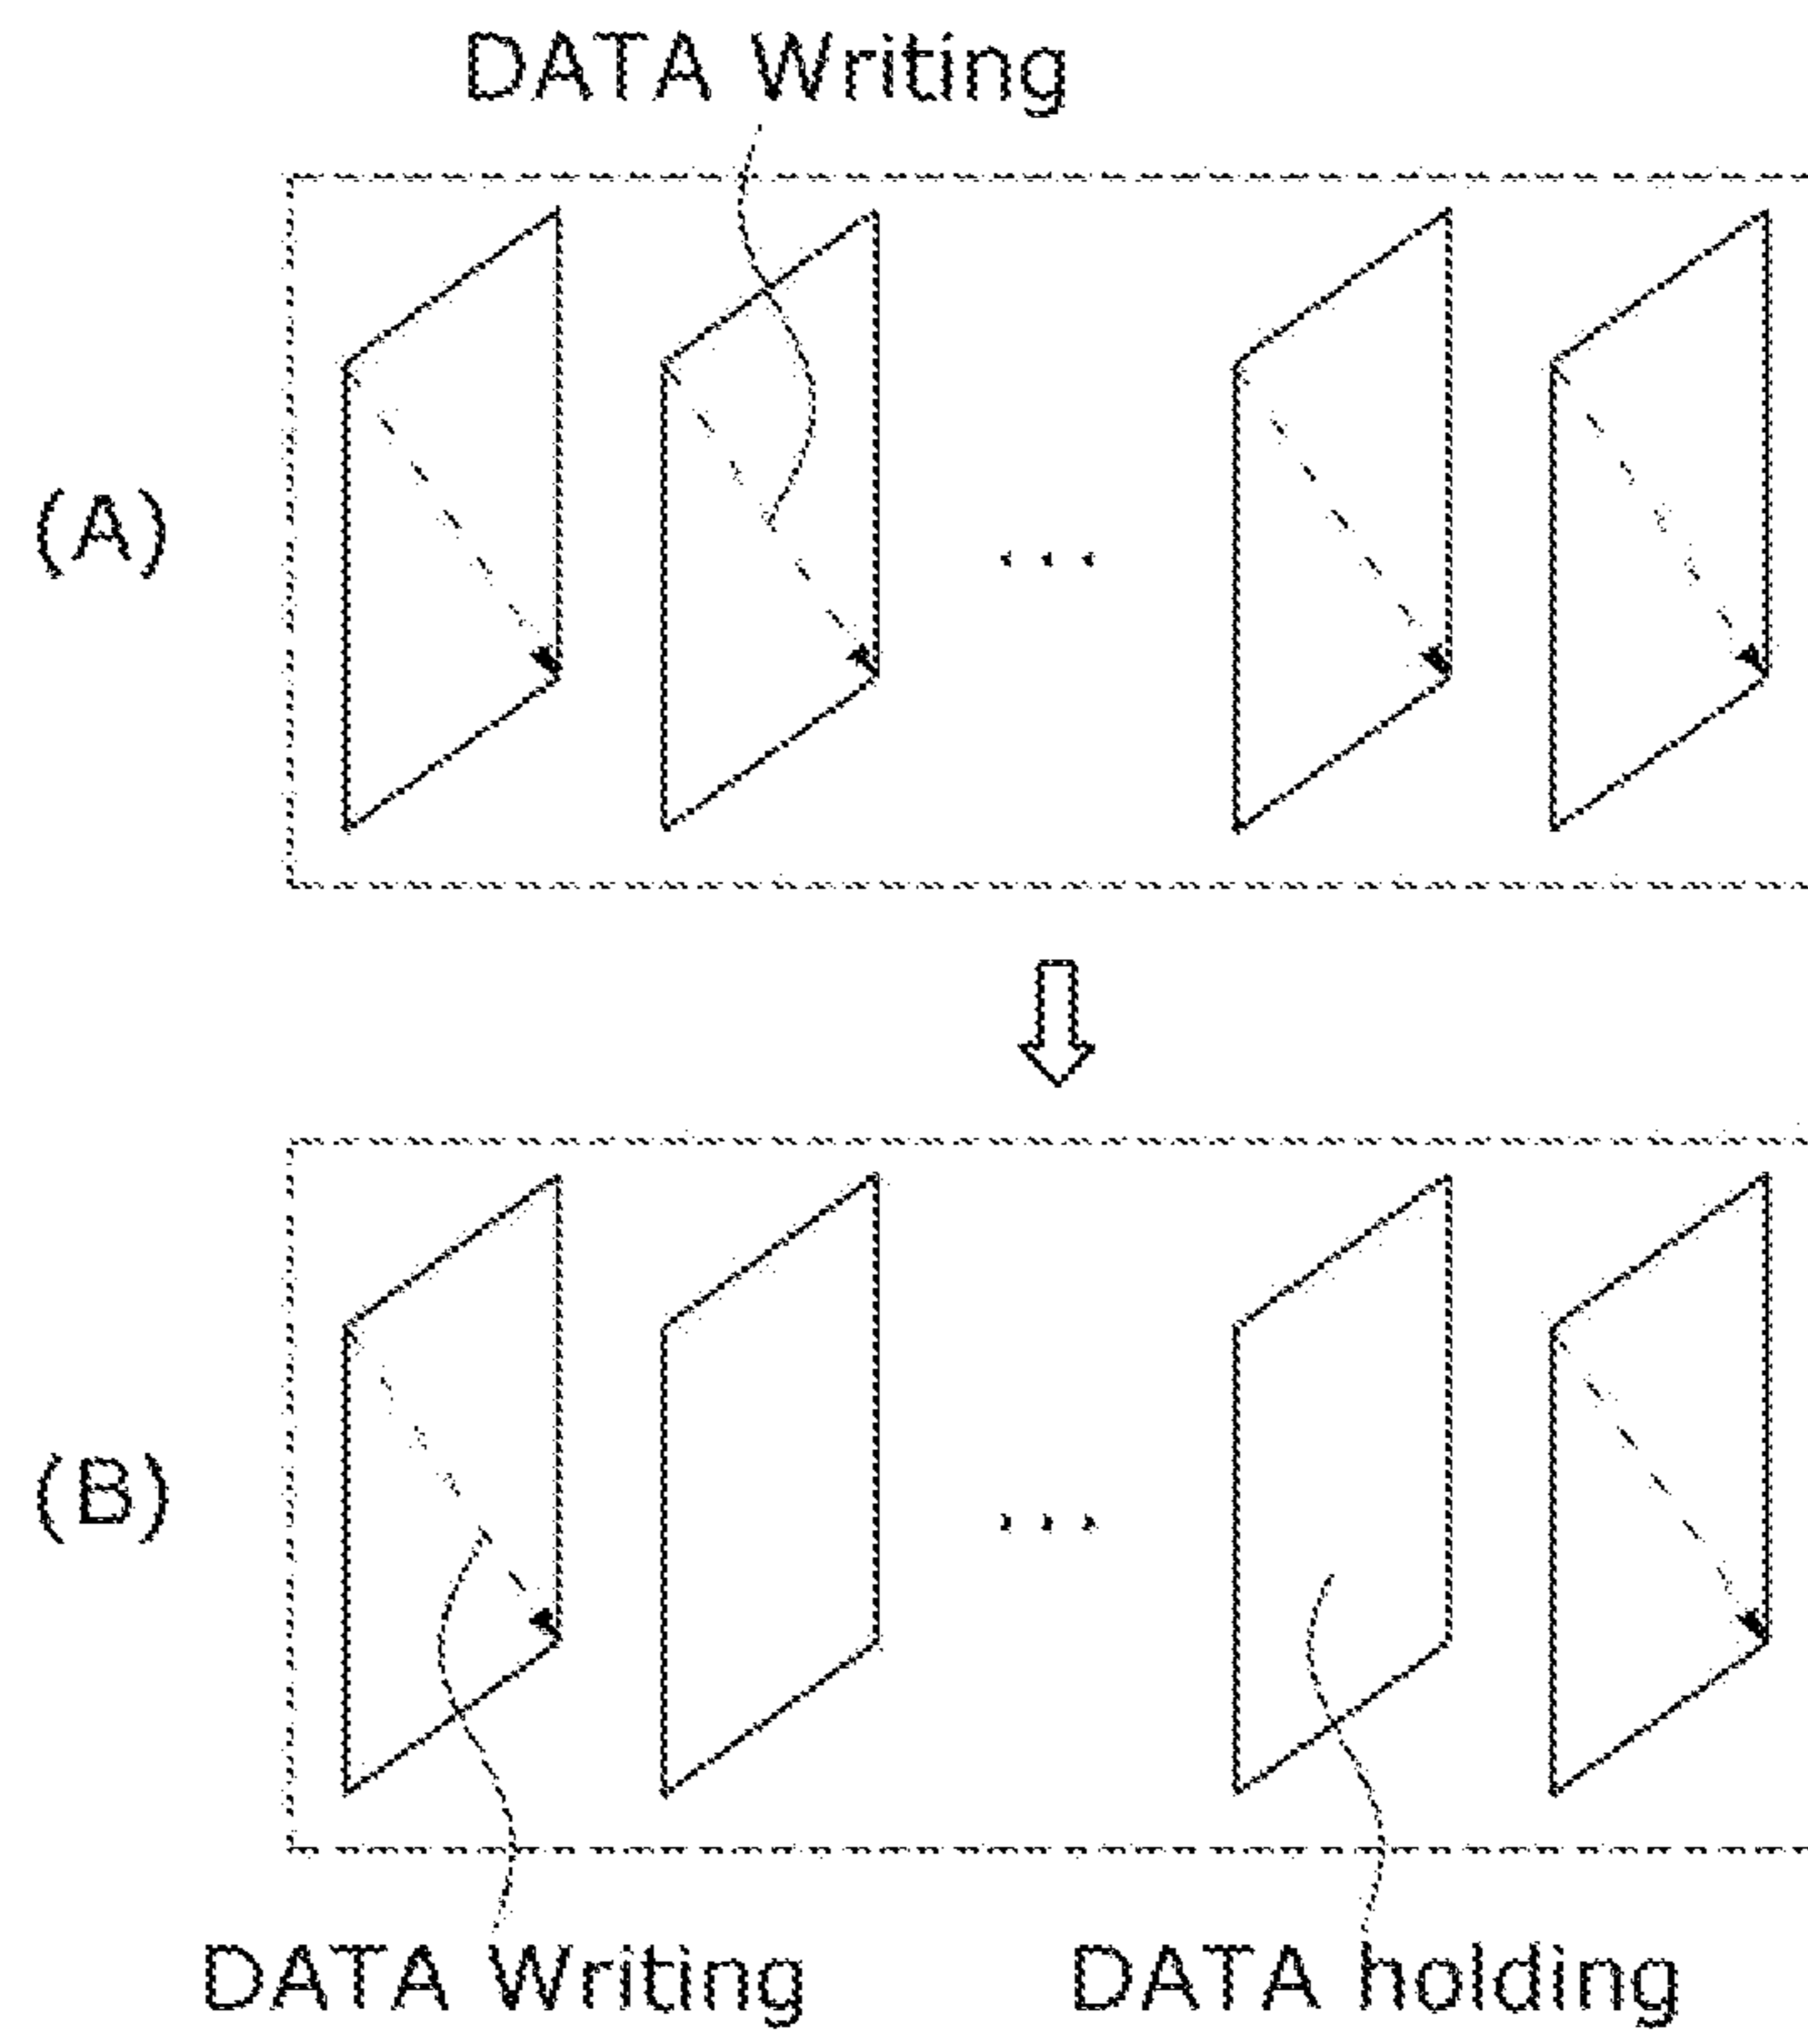 DATA Writing
(A)
...
(B)
...
DATA Writing
DATA holding